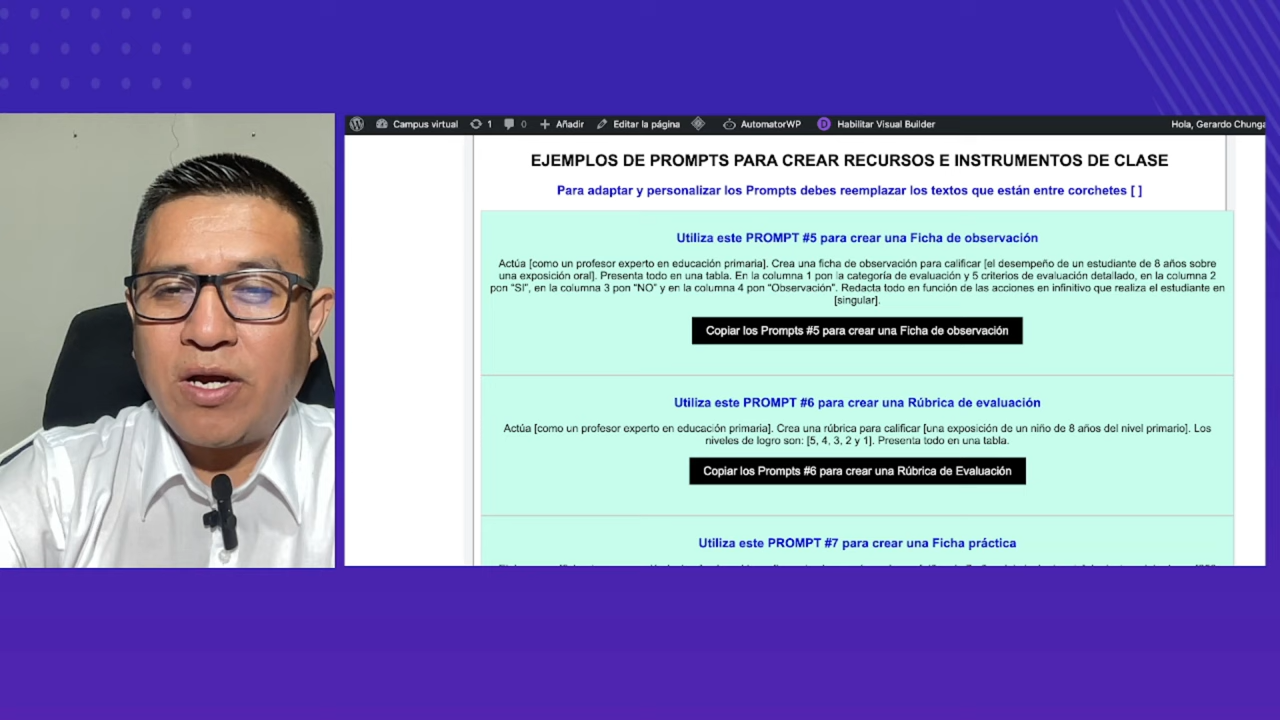 Campus virtual 1 0 Añadir Editar la página AutomatorWP D Habilitar Visual Builder Hola, Gerardo Chunga
EJEMPLOS DE PROMPTS PARA CREAR RECURSOS E INSTRUMENTOS DE CLASE
Para adaptar y personalizar los Prompts debes reemplazar los textos que están entre corchetes [ ]
Utiliza este PROMPT #5 para crear una Ficha de observación
Actúa [como un profesor experto en educación primaria]. Crea una ficha de observación para calificar [el desempeño de un estudiante de 8 años sobre
una exposición oral]. Presenta todo en una tabla. En la columna 1 pon la categoría de evaluación y 5 criterios de evaluación detallado, en la columna 2
pon “SI”, en la columna 3 pon “NO” y en la columna 4 pon “Observación”. Redacta todo en función de las acciones en infinitivo que realiza el estudiante en
[singular].
Copiar los Prompts #5 para crear una Ficha de observación
Utiliza este PROMPT #6 para crear una Rúbrica de evaluación
Actúa [como un profesor experto en educación primaria]. Crea una rúbrica para calificar [una exposición de un niño de 8 años del nivel primario]. Los
niveles de logro son: [5, 4, 3, 2 y 1]. Presenta todo en una tabla.
Copiar los Prompts #6 para crear una Rúbrica de Evaluación
Utiliza este PROMPT #7 para crear una Ficha práctica